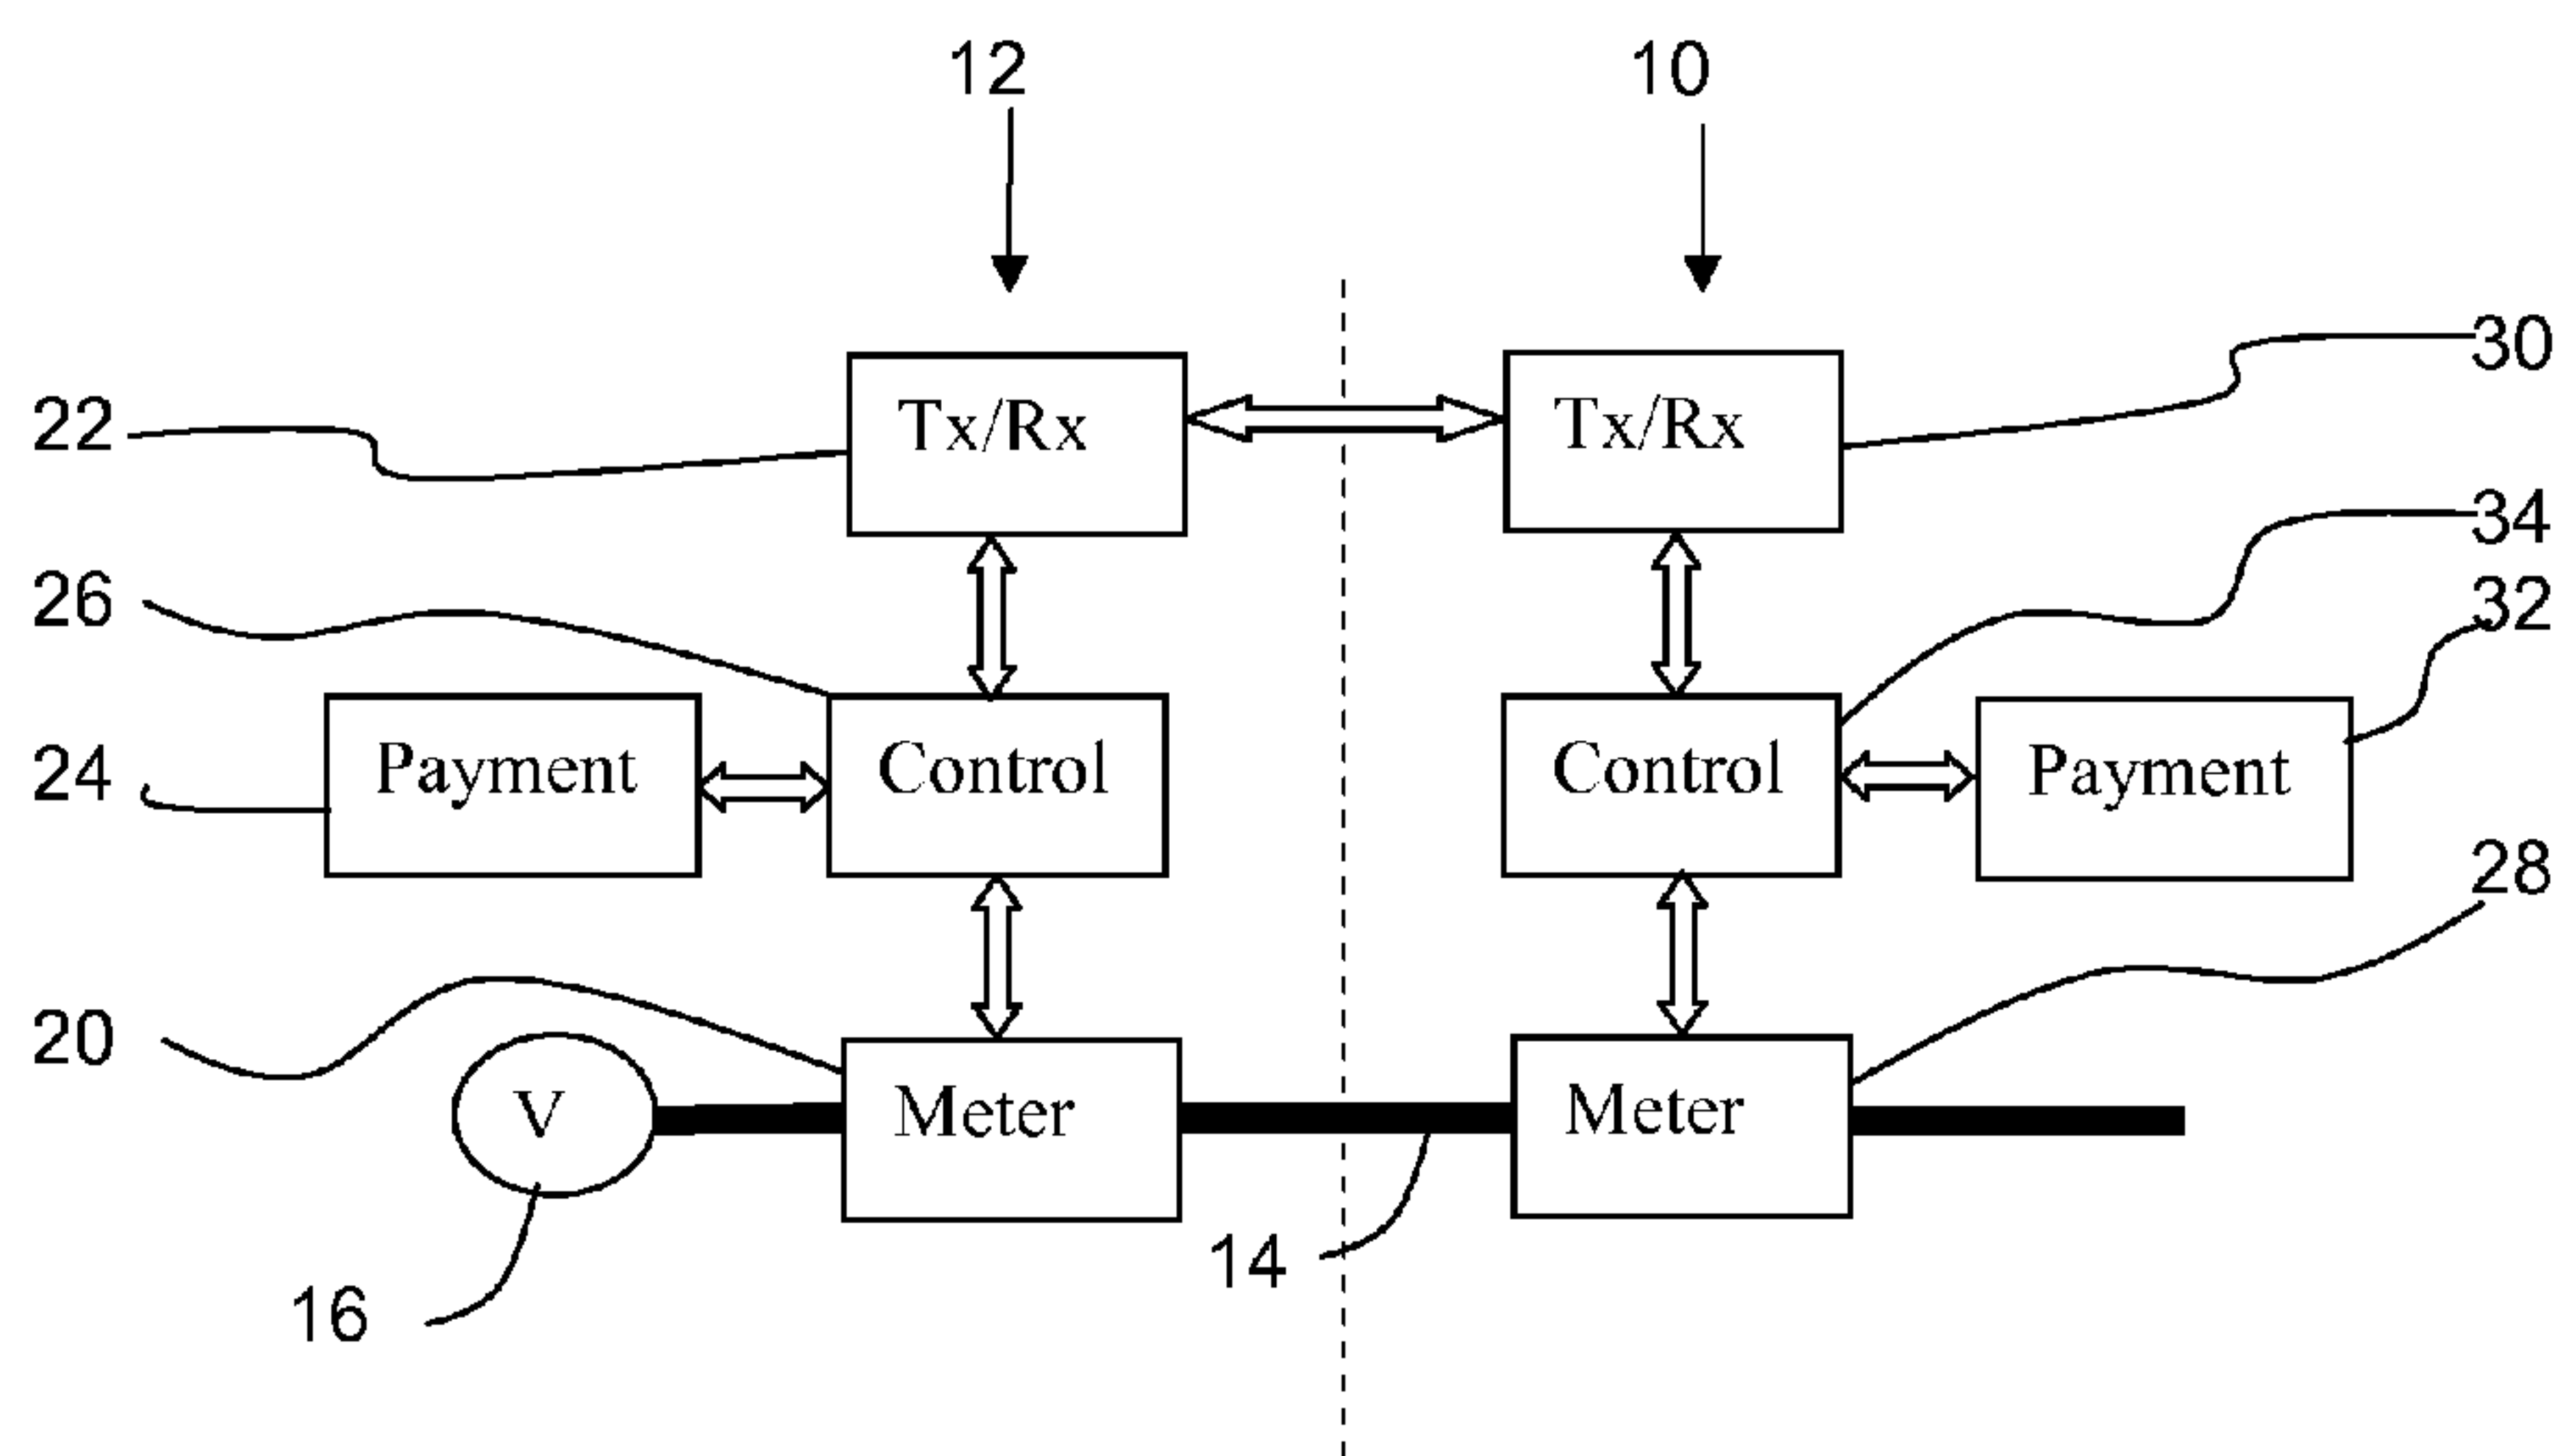 12
10
30
22
Tx/Rx
Tx/Rx
34
26
32
24
Payment
Control
Control
Payment
28
20
V
Meter
Meter
14
16